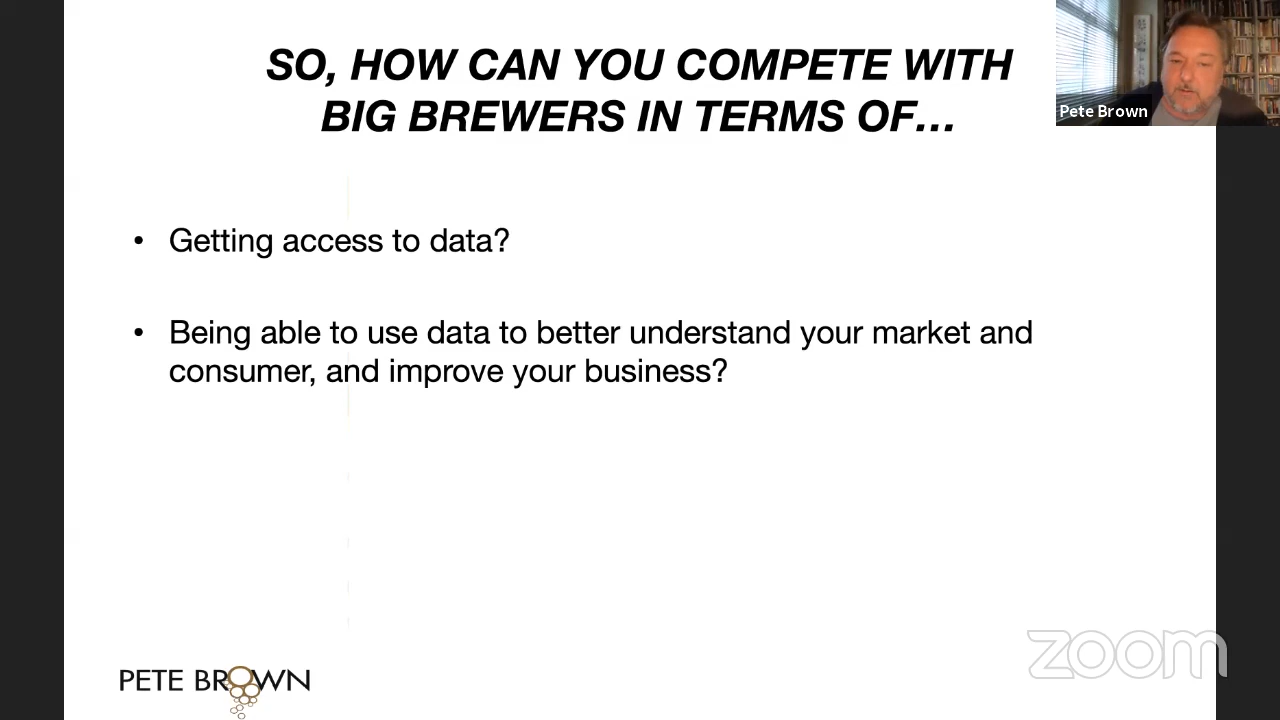 SO, HOW CAN YOU COMPETE WITH
BIG BREWERS IN TERMS OF...
Pete Brown
• Getting access to data?
• Being able to use data to better understand your market and
consumer, and improve your business?
PETE BROWN
zoom